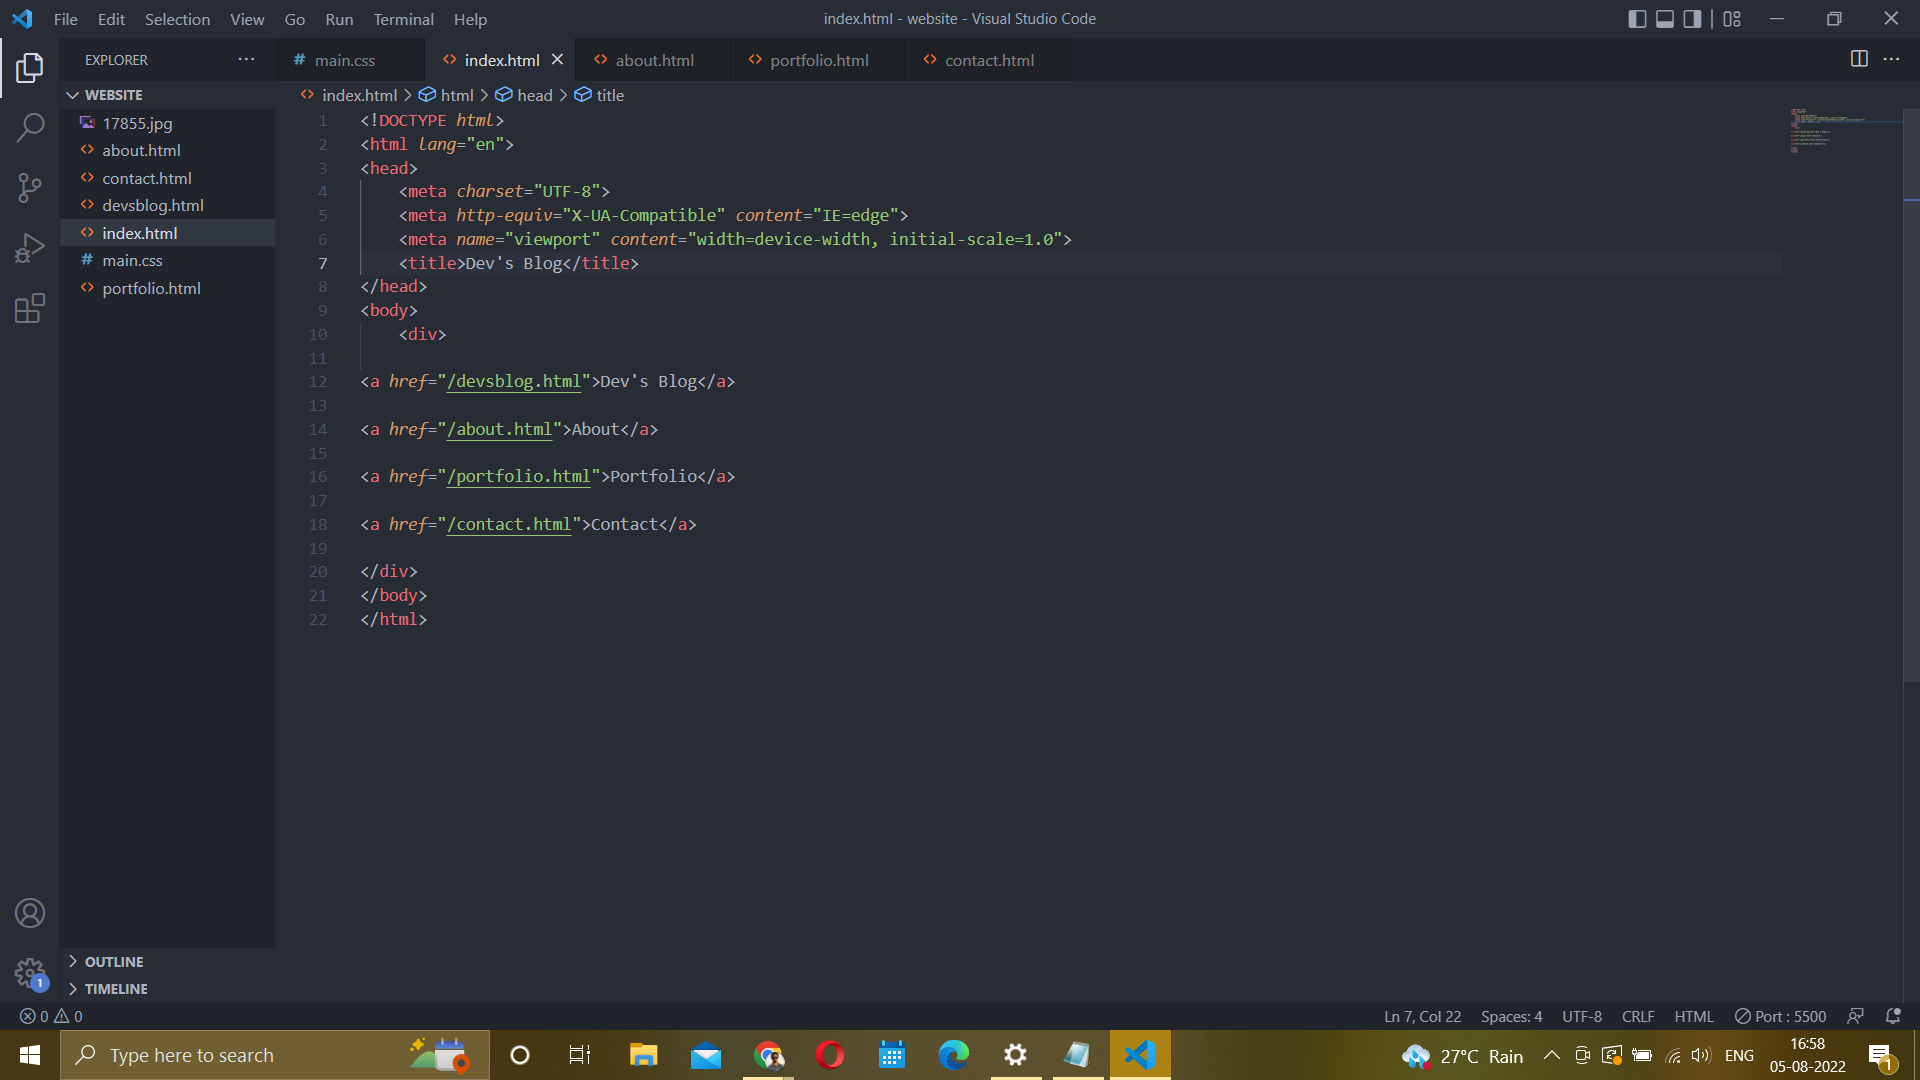 File Edit Selection View Go Run Terminal Help
index.html - website - Visual Studio Code
EXPLORER
main.css
index.html
about.html
portfolio.html
contact.html
WEBSITE
17855.jpg
about.html
contact.html
devsblog.html
index.html
main.css
portfolio.html
index.html > html > head > title
1 <!DOCTYPE html>
2 <html lang="en">
3 <head>
4 <meta charset="UTF-8">
5 <meta http-equiv="X-UA-Compatible" content="IE=edge">
6 <meta name="viewport" content="width=device-width, initial-scale=1.0">
7 <title>Dev's Blog</title>
8 </head>
9 <body>
10 <div>
11
12 <a href="/devsblog.html">Dev's Blog</a>
13
14 <a href="/about.html">About</a>
15
16 <a href="/portfolio.html">Portfolio</a>
17
18 <a href="/contact.html">Contact</a>
19
20 </div>
21 </body>
22 </html>
OUTLINE
1
TIMELINE
0 0
Ln 7, Col 22 Spaces: 4 UTF-8 CRLF HTML Port : 5500
Type here to search
27°C Rain
ENG
16:58
05-08-2022
1